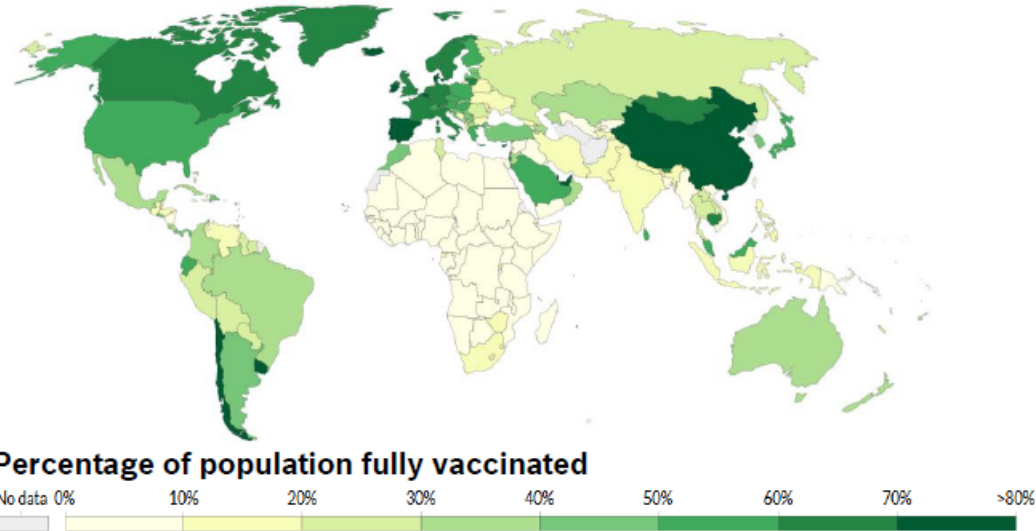 Percentage of population fully vaccinated
No data 0% 10% 20% 30% 40% 50% 60% 70% >80%